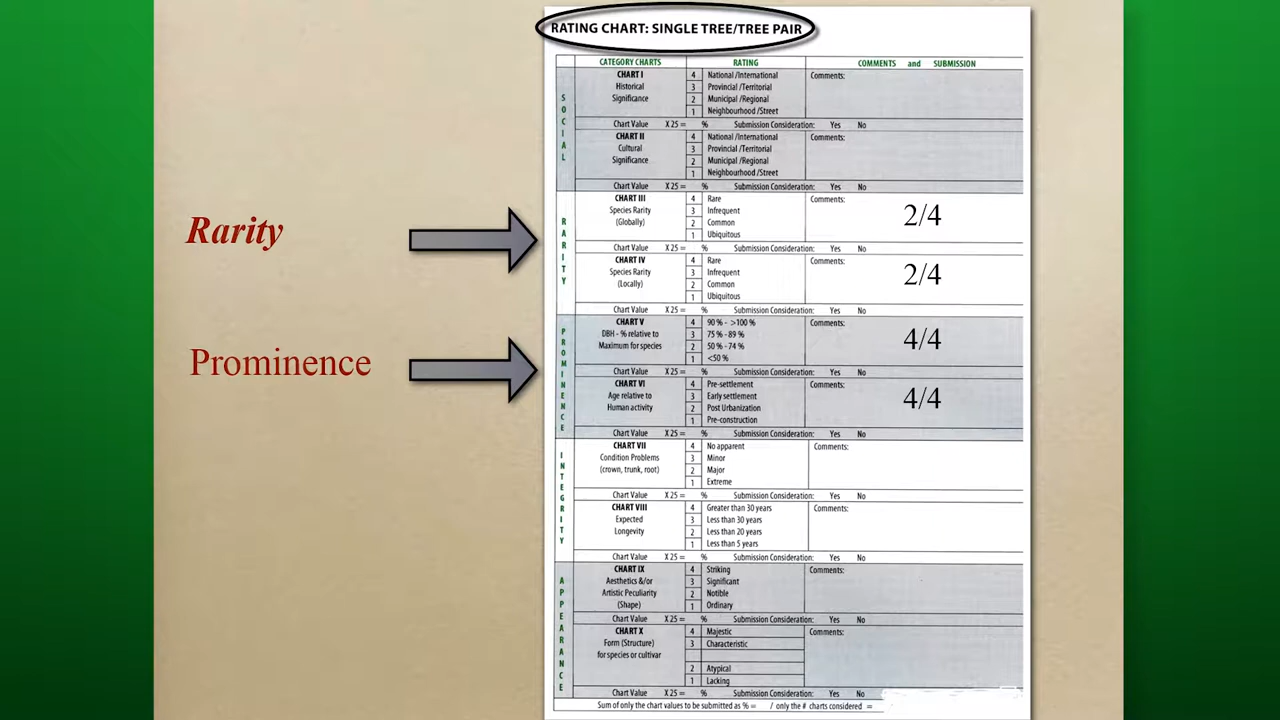 RATING CHART: SINGLE TREE/TREE PAIR
CATEGORY CHARTS RATING COMMENTS and SUBMISSION
SOCIAL
CHART I 4 National /International Comments:
Historical 3 Provincial /Territorial
Significance 2 Municipal /Regional
1 Neighbourhood /Street
Chart Value X 25 = % Submission Consideration: Yes No
CHART II 4 National /International Comments:
Cultural 3 Provincial /Territorial
Significance 2 Municipal /Regional
1 Neighbourhood /Street
Chart Value X 25 = % Submission Consideration: Yes No
Rarity
RARITY
CHART III 4 Rare Comments:
Species Rarity 3 Infrequent 2/4
(Globally) 2 Common
1 Ubiquitous
Chart Value X 25 = % Submission Consideration: Yes No
CHART IV 4 Rare Comments:
Species Rarity 3 Infrequent 2/4
(Locally) 2 Common
1 Ubiquitous
Chart Value X 25 = % Submission Consideration: Yes No
Prominence
PROMINENCE
CHART V 4 90 % - >100 % Comments:
DBH - % relative to 3 75 % - 89 % 4/4
Maximum for species 2 50 % - 74 %
1 <50 %
Chart Value X 25 = % Submission Consideration: Yes No
CHART VI 4 Pre-settlement Comments:
Age relative to 3 Early settlement 4/4
Human activity 2 Post Urbanization
1 Pre-construction
Chart Value X 25 = % Submission Consideration: Yes No
INTEGRITY
CHART VII 4 No apparent Comments:
Condition Problems 3 Minor
(crown, trunk, root) 2 Major
1 Extreme
Chart Value X 25 = % Submission Consideration: Yes No
CHART VIII 4 Greater than 30 years Comments:
Expected 3 Less than 30 years
Longevity 2 Less than 20 years
1 Less than 5 years
Chart Value X 25 = % Submission Consideration: Yes No
APPEARANCE
CHART IX 4 Striking Comments:
Aesthetics &/or 3 Significant
Artistic Peculiarity 2 Notible
(Shape) 1 Ordinary
Chart Value X 25 = % Submission Consideration: Yes No
CHART X 4 Majestic Comments:
Form (Structure) 3 Characteristic
for species or cultivar
2 Atypical
1 Lacking
Chart Value X 25 = % Submission Consideration: Yes No
Sum of only the chart values to be submitted as % = / only the # charts considered =